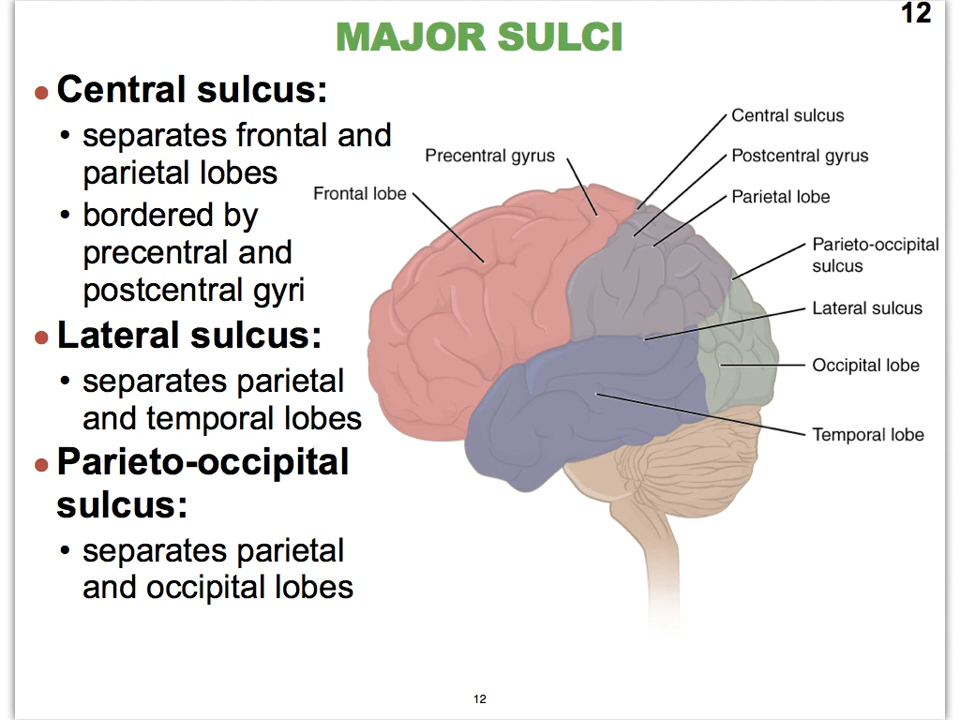 12
MAJOR SULCI
• Central sulcus:
• separates frontal and
parietal lobes
• bordered by
precentral and
postcentral gyri
• Lateral sulcus:
• separates parietal
and temporal lobes
• Parieto-occipital
sulcus:
• separates parietal
and occipital lobes
Central sulcus
Precentral gyrus
Postcentral gyrus
Frontal lobe
Parietal lobe
Parieto-occipital
sulcus
Lateral sulcus
Occipital lobe
Temporal lobe
12